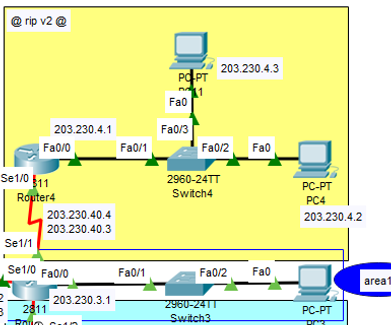 @ rip v2 @
203.230.4.3
PC-PT
Fa0
203.230.4.1
Fa0/3
Fa0/0
Fa0/1
Fa0/2
Fa0
Se1/0
2960-24TT
Switch4
PC-PT
PC4
Router4
203.230.4.2
203.230.40.4
203.230.40.3
Se1/1
Se1/0
Fa0/0
Fa0/1
Fa0/2
Fa0
area1
203.230.3.1
2811
2960-24TT
Switch3
PC-PT